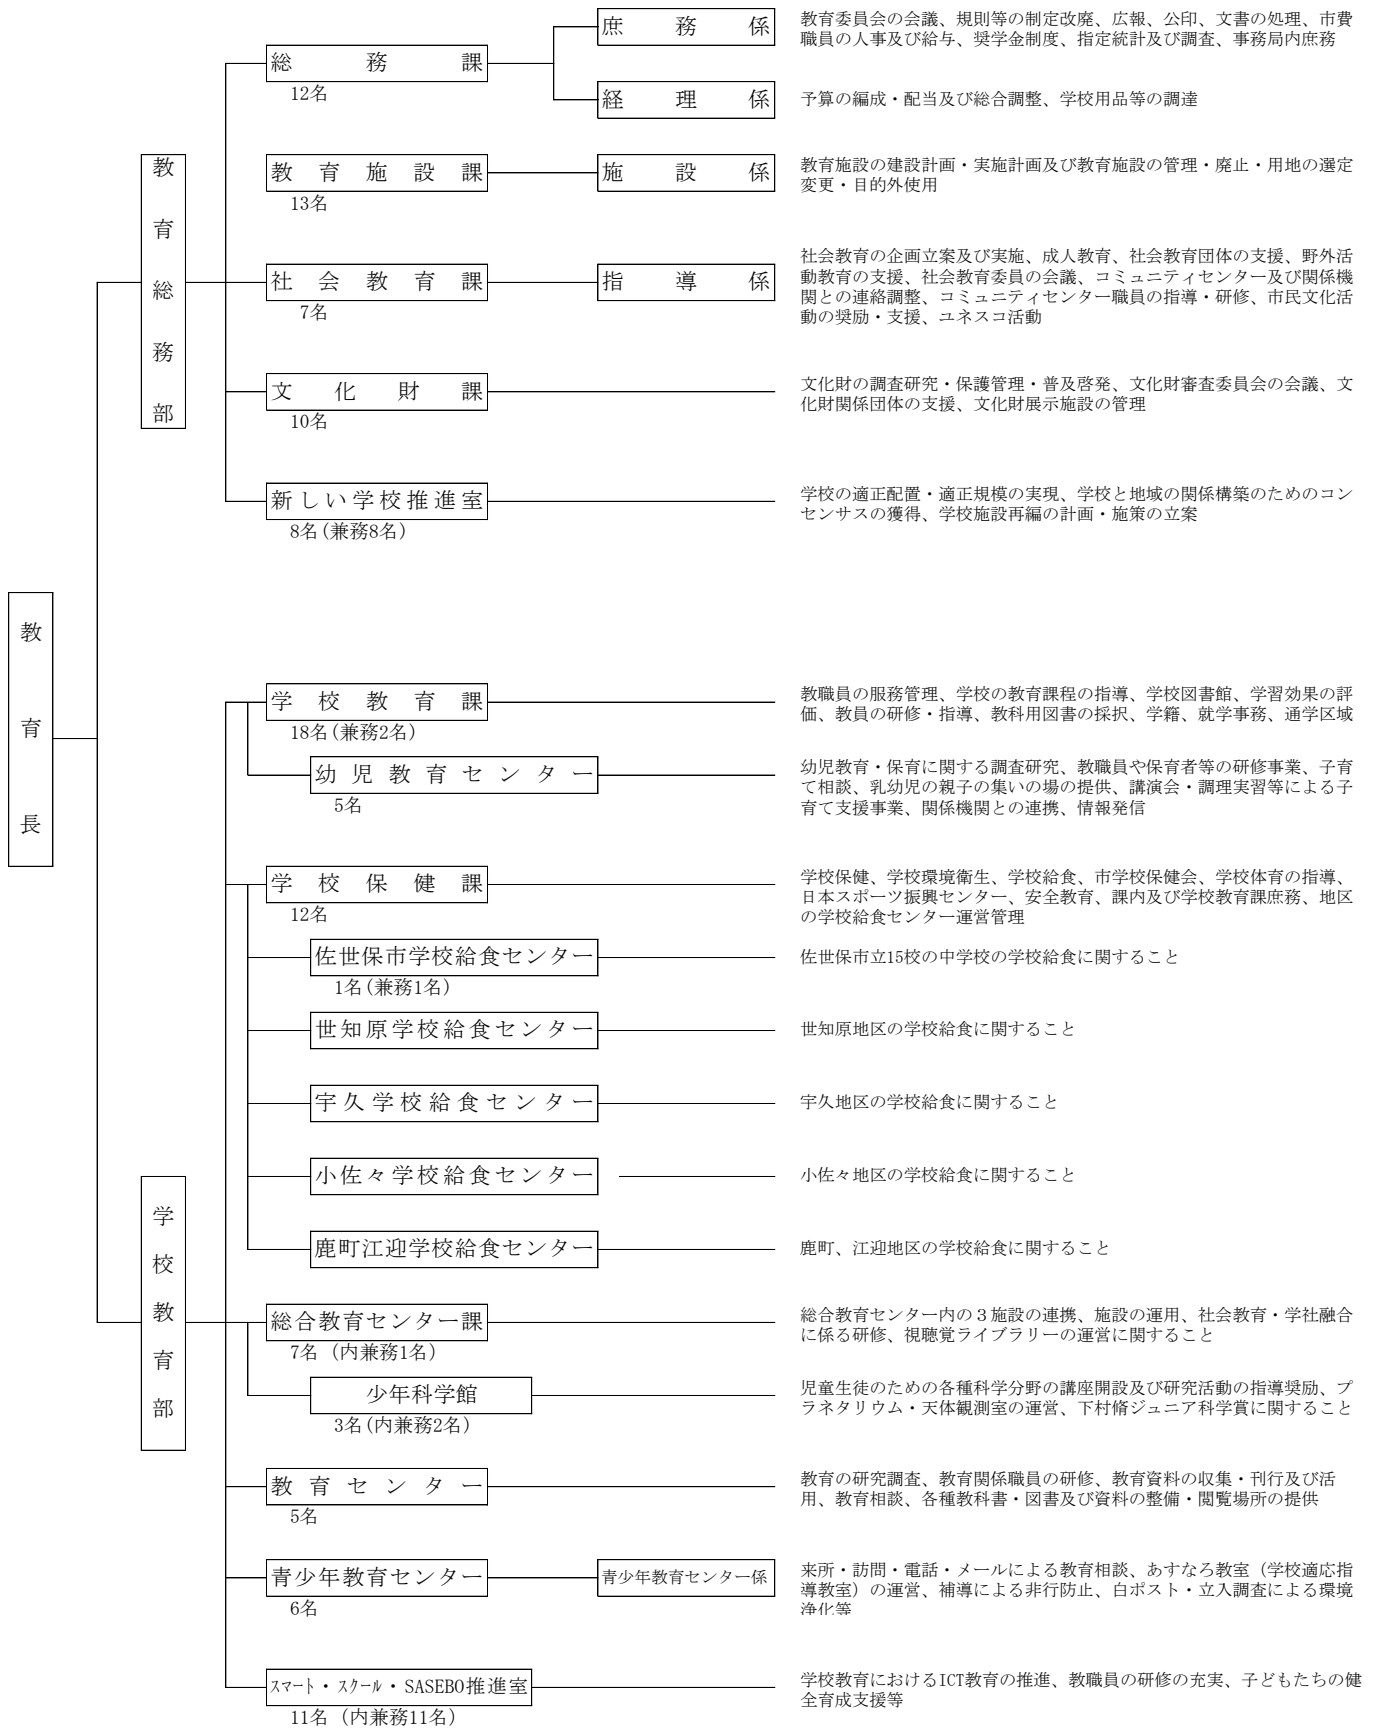 教育長
教育総務部
総務課
12名
庶務係
教育委員会の会議、規則等の制定改廃、広報、公印、文書の処理、市費
職員の人事及び給与、奨学金制度、指定統計及び調査、事務局内庶務
経理係
予算の編成・配当及び総合調整、学校用品等の調達
教育施設課
13名
施設係
教育施設の建設計画・実施計画及び教育施設の管理・廃止・用地の選定
変更・目的外使用
社会教育課
7名
指導係
社会教育の企画立案及び実施、成人教育、社会教育団体の支援、野外活
動教育の支援、社会教育委員の会議、コミュニティセンター及び関係機
関との連絡調整、コミュニティセンター職員の指導・研修、市民文化活
動の奨励・支援、ユネスコ活動
文化財課
10名
文化財の調査研究・保護管理・普及啓発、文化財審査委員会の会議、文
化財関係団体の支援、文化財展示施設の管理
新しい学校推進室
8名(兼務8名)
学校の適正配置・適正規模の実現、学校と地域の関係構築のためのコン
センサスの獲得、学校施設再編の計画・施策の立案
学校教育部
学校教育課
18名(兼務2名)
教職員の服務管理、学校の教育課程の指導、学校図書館、学習効果の評
価、教員の研修・指導、教科用図書の採択、学籍、就学事務、通学区域
幼児教育センター
5名
幼児教育・保育に関する調査研究、教職員や保育者等の研修事業、子育
て相談、乳幼児の親子の集いの場の提供、講演会・調理実習等による子
育て支援事業、関係機関との連携、情報発信
学校保健課
12名
学校保健、学校環境衛生、学校給食、市学校保健会、学校体育の指導、
日本スポーツ振興センター、安全教育、課内及び学校教育課庶務、地区
の学校給食センター運営管理
佐世保市学校給食センター
1名(兼務1名)
佐世保市立15校の中学校の学校給食に関すること
世知原学校給食センター
世知原地区の学校給食に関すること
宇久学校給食センター
宇久地区の学校給食に関すること
小佐々学校給食センター
小佐々地区の学校給食に関すること
鹿町江迎学校給食センター
鹿町、江迎地区の学校給食に関すること
総合教育センター課
7名（内兼務1名）
総合教育センター内の３施設の連携、施設の運用、社会教育・学社融合
に係る研修、視聴覚ライブラリーの運営に関すること
少年科学館
3名(内兼務2名)
児童生徒のための各種科学分野の講座開設及び研究活動の指導奨励、プ
ラネタリウム・天体観測室の運営、下村脩ジュニア科学賞に関すること
教育センター
5名
教育の研究調査、教育関係職員の研修、教育資料の収集・刊行及び活
用、教育相談、各種教科書・図書及び資料の整備・閲覧場所の提供
青少年教育センター
6名
青少年教育センター係
来所・訪問・電話・メールによる教育相談、あすなろ教室（学校適応指
導教室）の運営、補導による非行防止、白ポスト・立入調査による環境
浄化等
ｽﾏｰﾄ・ｽｸｰﾙ・SASEBO推進室
11名（内兼務11名）
学校教育におけるICT教育の推進、教職員の研修の充実、子どもたちの健
全育成支援等